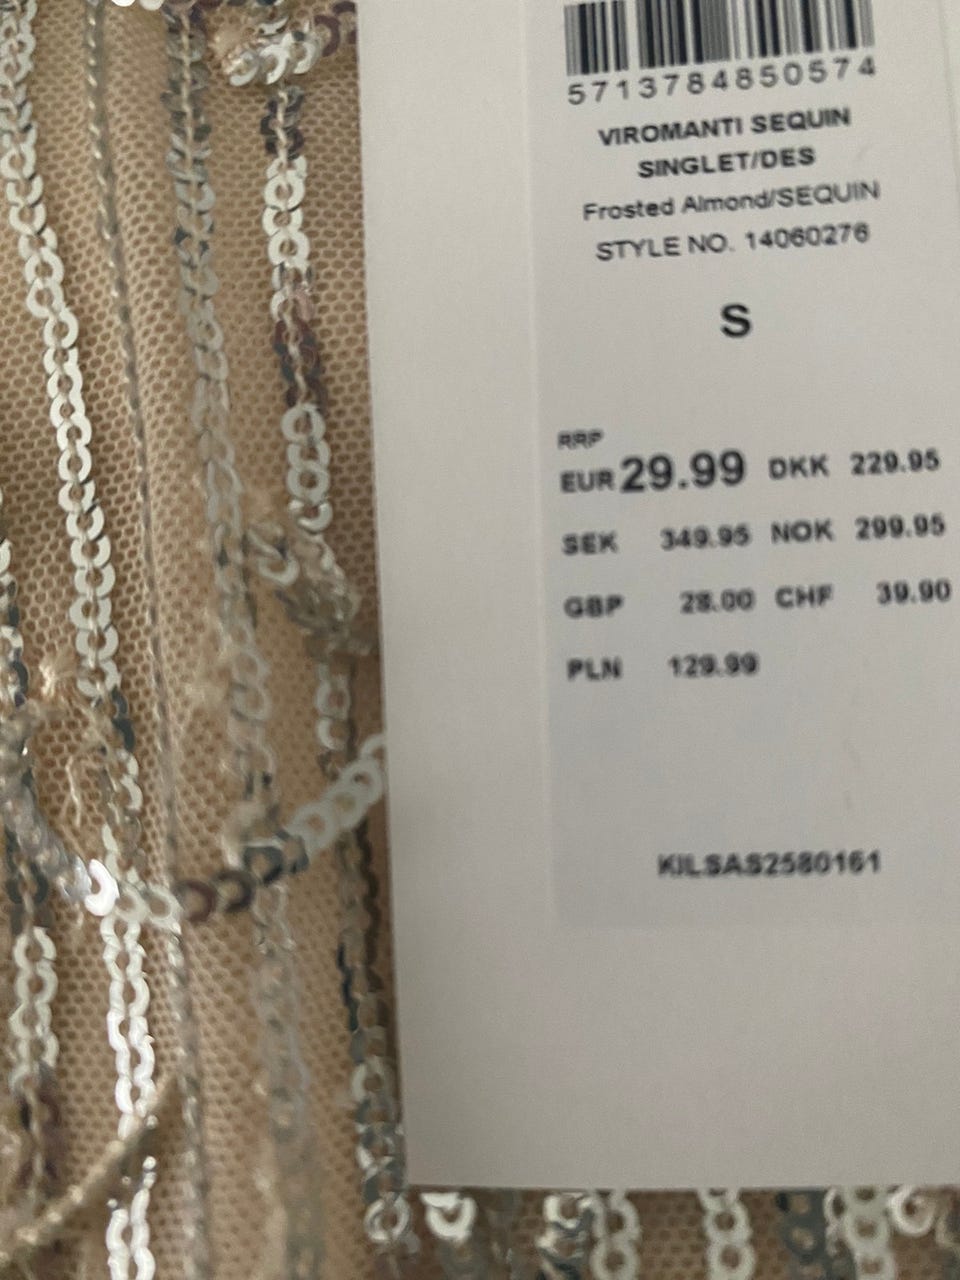 5713784850574
VIROMANTI SEQUIN
SINGLET/DES
Frosted Almond/SEQUIN
STYLE NO. 14060276
S
RRP
EUR 29.99 DKK 229.95
SEK 349.95 NOK 299.95
GBP 28.00 CHF 39.90
PLN 129.99
KILSAS2580161